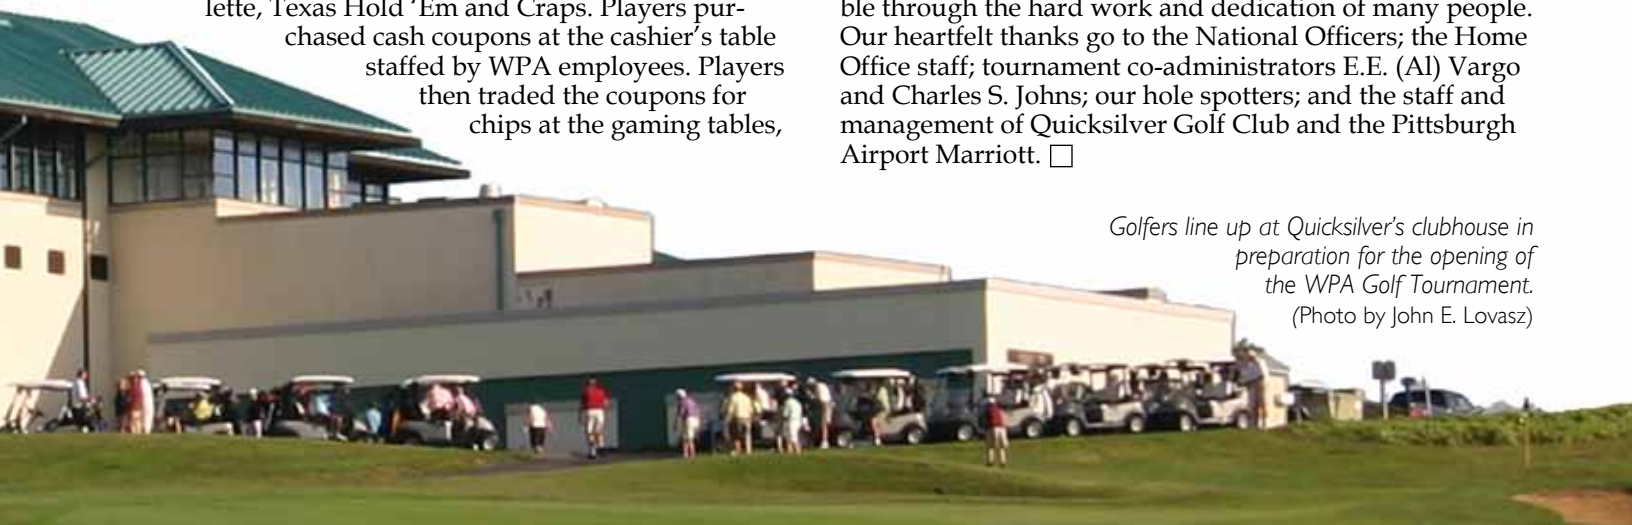 lette, Texas Hold ‘Em and Craps. Players pur-
chased cash coupons at the cashier’s table
staffed by WPA employees. Players
then traded the coupons for
chips at the gaming tables,
ble through the hard work and dedication of many people.
Our heartfelt thanks go to the National Officers; the Home
Office staff; tournament co-administrators E.E. (Al) Vargo
and Charles S. Johns; our hole spotters; and the staff and
management of Quicksilver Golf Club and the Pittsburgh
Airport Marriott. □
Golfers line up at Quicksilver’s clubhouse in
preparation for the opening of
the WPA Golf Tournament.
(Photo by John E. Lovasz)